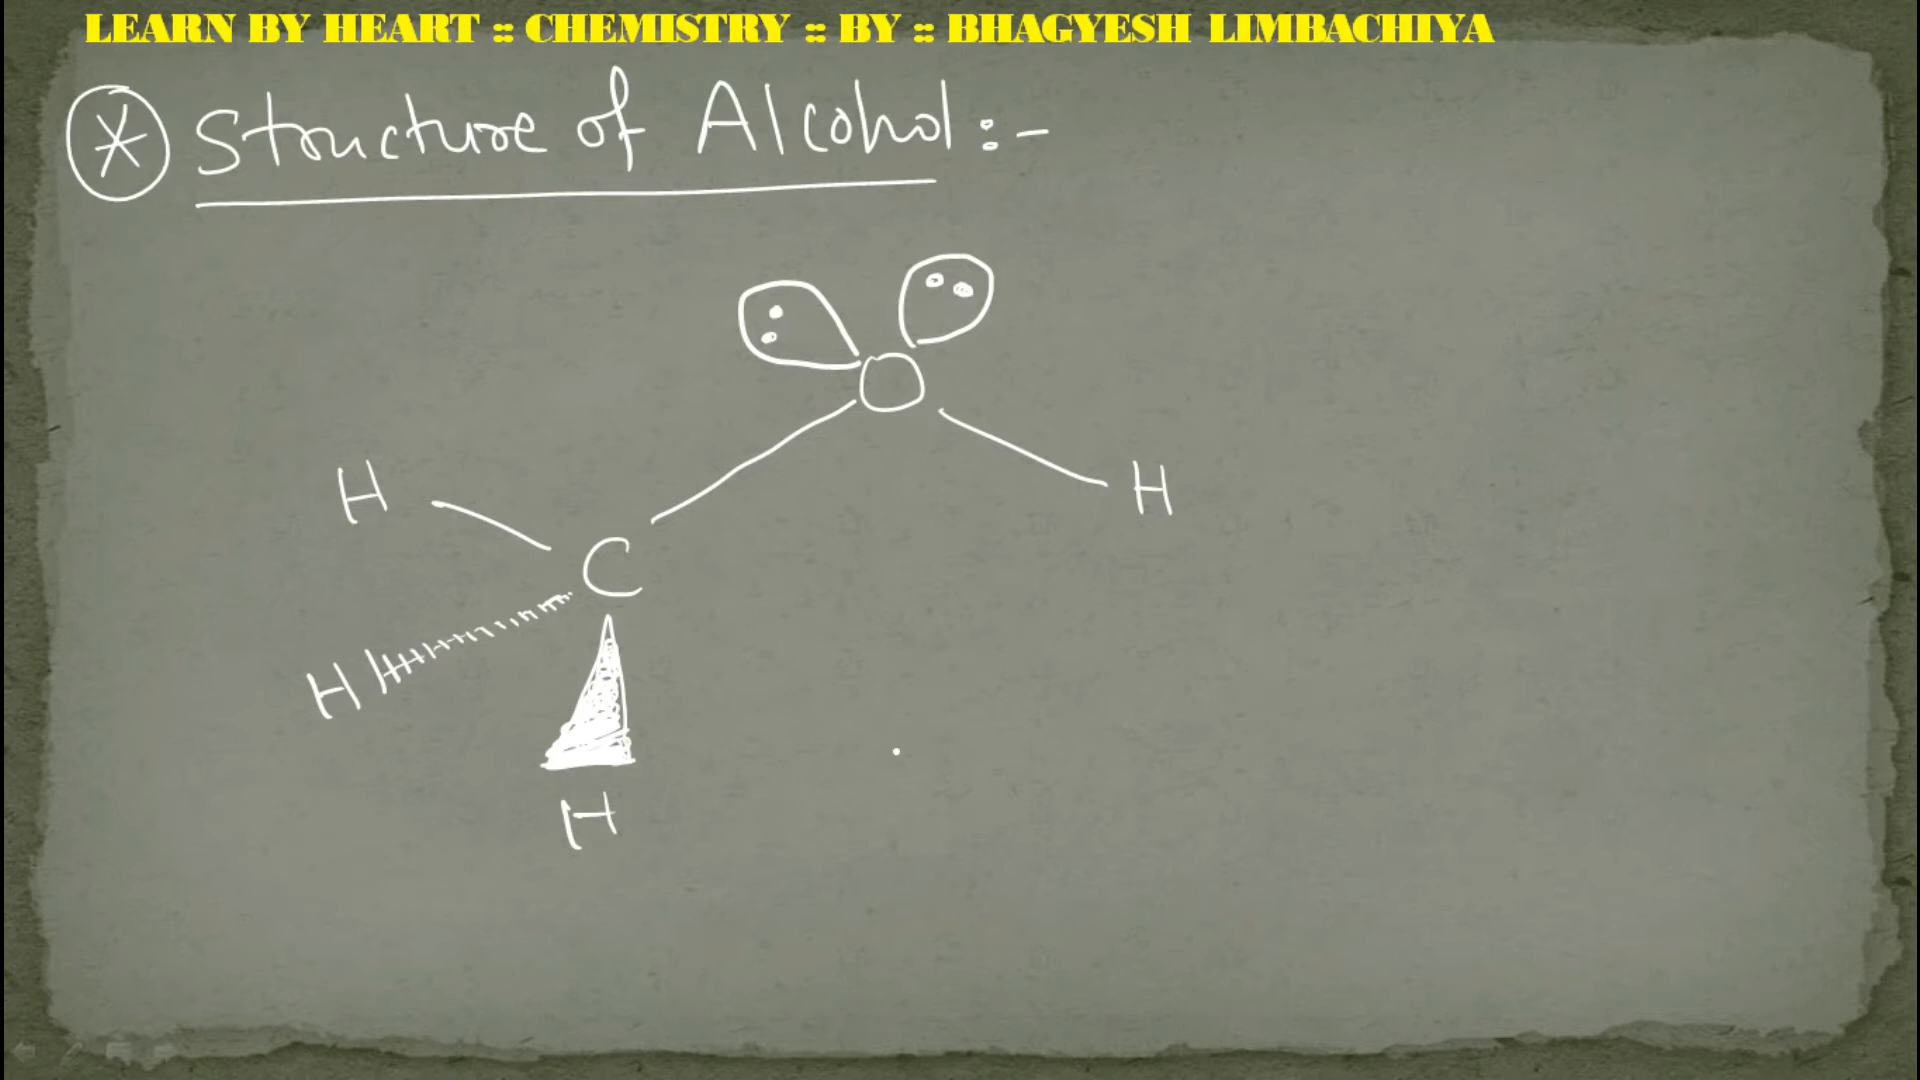 LEARN BY HEART :: CHEMISTRY :: BY :: BHAGYESH LIMBACHIYA
* Structure of Alcohol :-
O
H
H
C
H
H